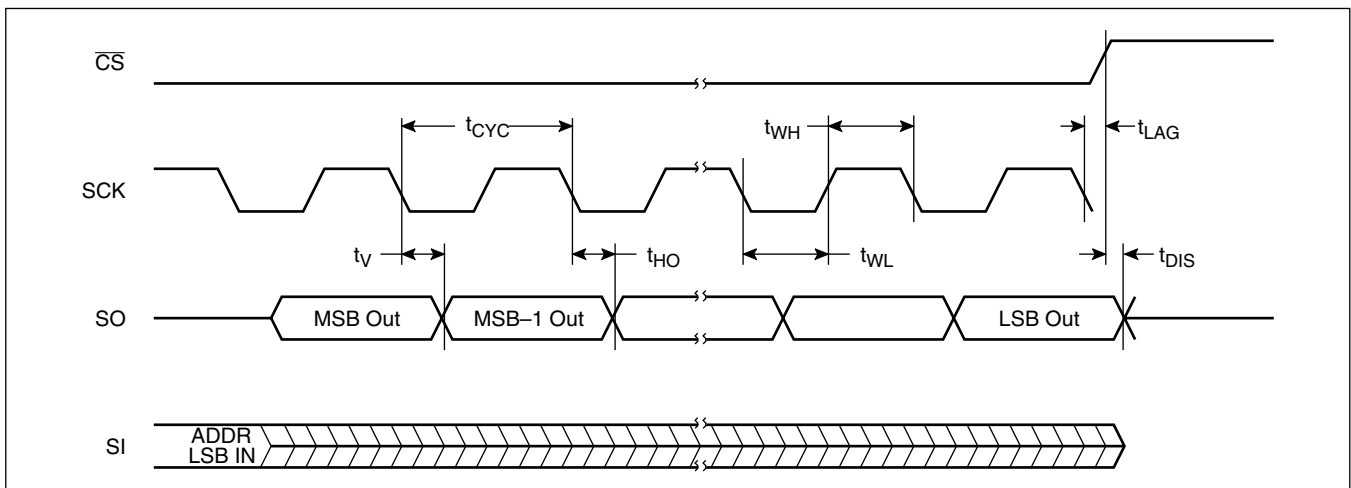 CS
tCYC
tWH
tLAG
SCK
tV
tHO
tWL
tDIS
SO
MSB Out
MSB–1 Out
LSB Out
SI
ADDR
LSB IN